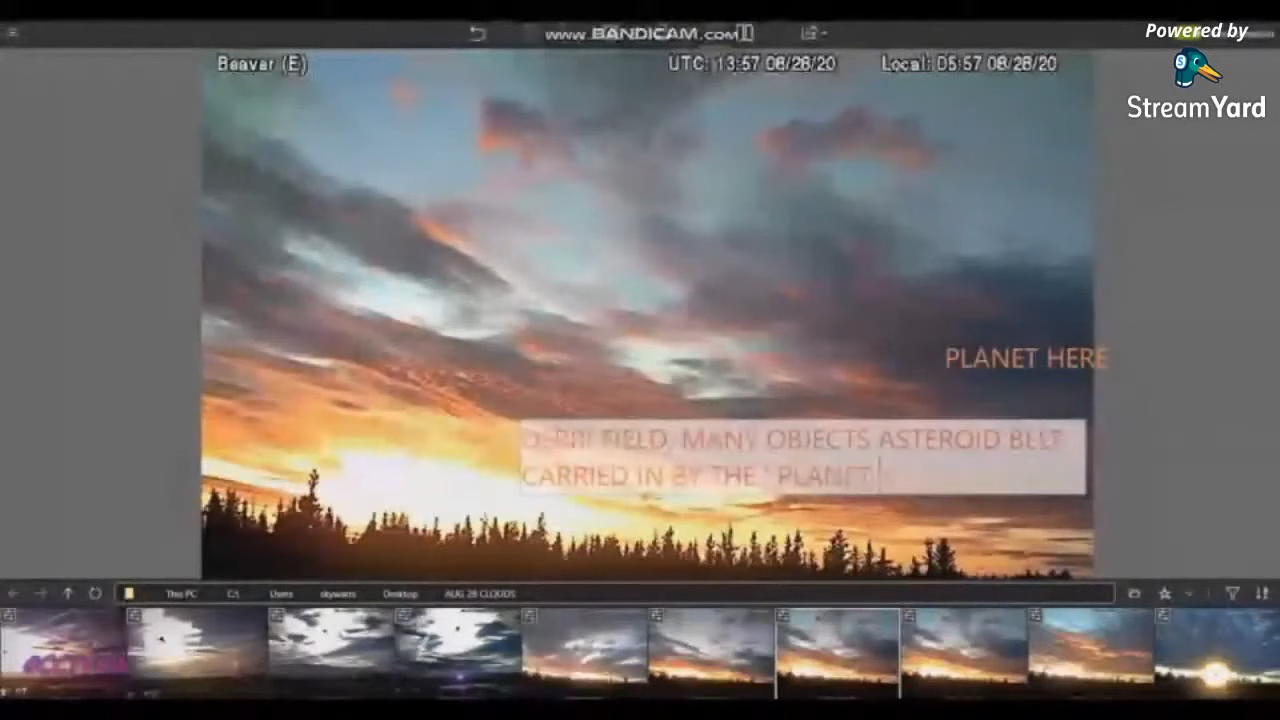 www.BANDICAM.com
Powered by
StreamYard
Beaver (E)
UTC: 13:57 08/28/20
Local: 05:57 08/28/20
PLANET HERE
FIELD, MANY OBJECTS ASTEROID BELT
CARRIED IN BY THE " PLANET
This PC
C:\
Users
skywatts
Desktop
AUG 28 CLOUDS